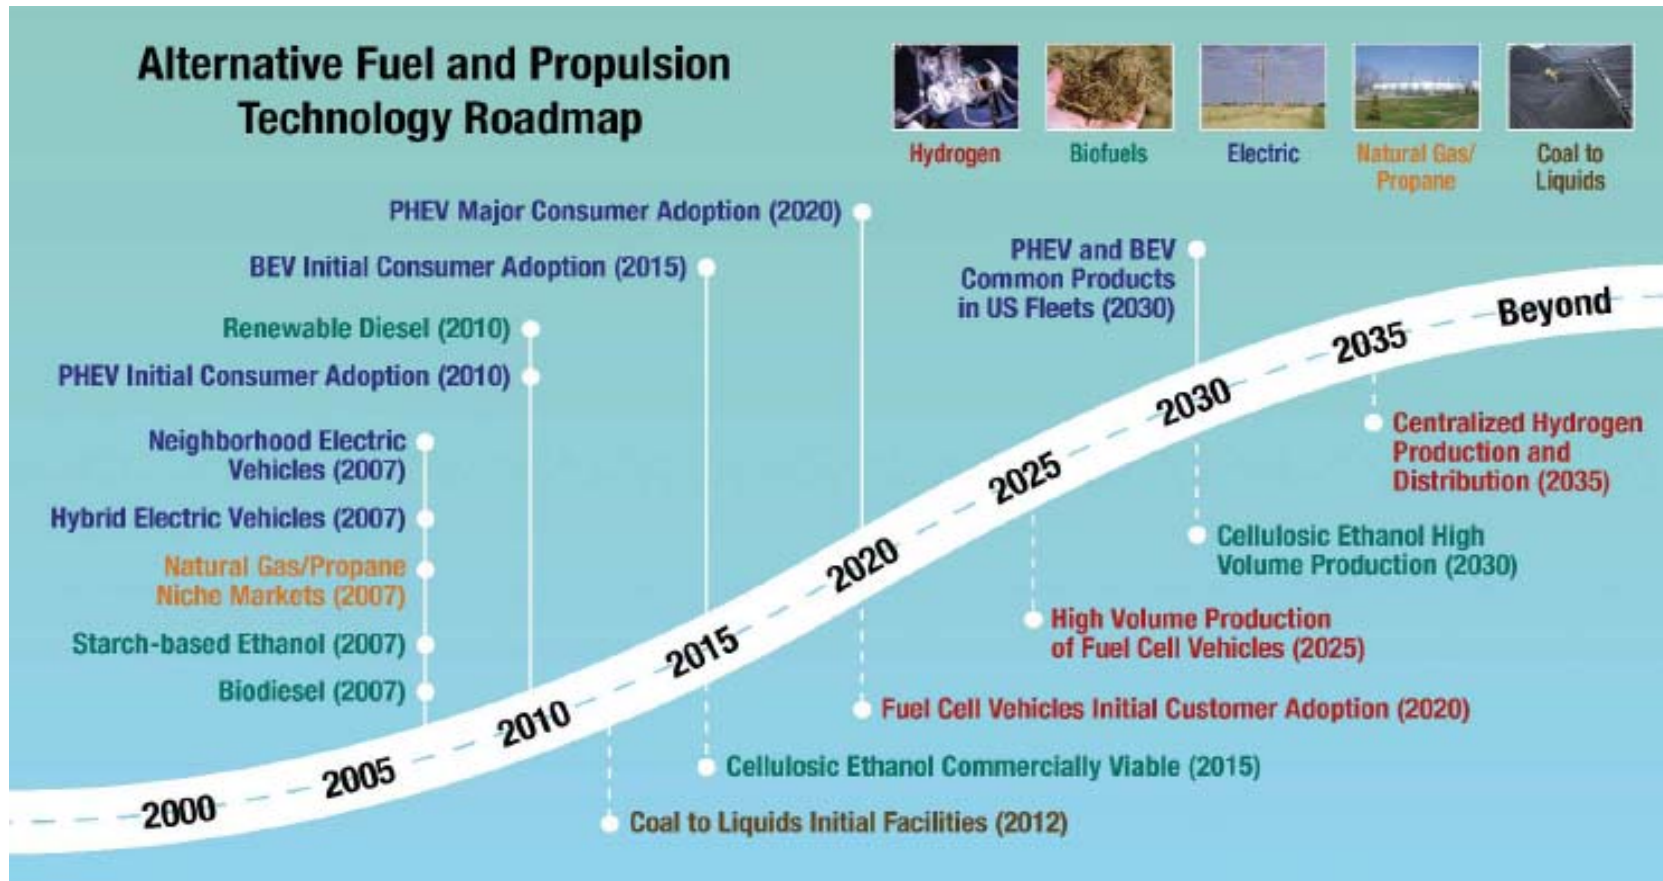 Alternative Fuel and Propulsion
Technology Roadmap
Hydrogen
Biofuels
Electric
Natural Gas/
Propane
Coal to
Liquids
PHEV Major Consumer Adoption (2020)
BEV Initial Consumer Adoption (2015)
Renewable Diesel (2010)
PHEV Initial Consumer Adoption (2010)
Neighborhood Electric
Vehicles (2007)
Hybrid Electric Vehicles (2007)
Natural Gas/Propane
Niche Markets (2007)
Starch-based Ethanol (2007)
Biodiesel (2007)
PHEV and BEV
Common Products
in US Fleets (2030)
2000
2005
2010
2015
2020
2025
2030
2035
Beyond
Centralized Hydrogen
Production and
Distribution (2035)
Cellulosic Ethanol High
Volume Production (2030)
High Volume Production
of Fuel Cell Vehicles (2025)
Fuel Cell Vehicles Initial Customer Adoption (2020)
Cellulosic Ethanol Commercially Viable (2015)
Coal to Liquids Initial Facilities (2012)